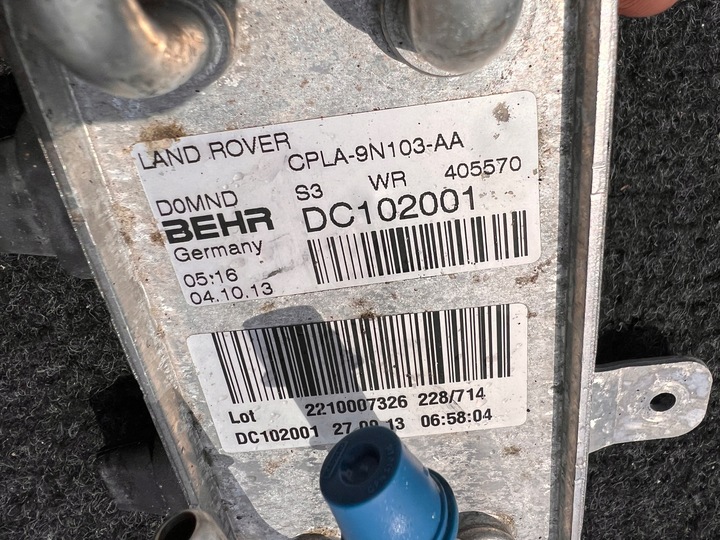 LAND ROVER CPLA-9N103-AA
D0MND S3 WR 405570
BEHR DC102001
Germany
05:16
04.10.13
Lot 2210007326 228/714
DC102001 27 13 06:58:04